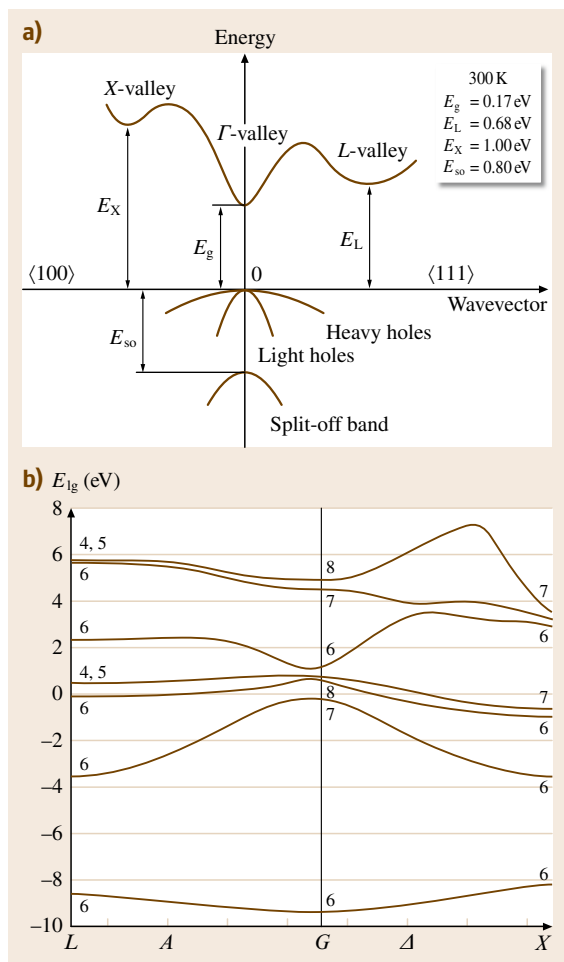 a)
Energy
X-valley
Γ-valley
L-valley
300 K
Eg = 0.17 eV
EL = 0.68 eV
EX = 1.00 eV
Eso = 0.80 eV
EX
Eg
EL
⟨100⟩
0
⟨111⟩
Wavevector
Eso
Heavy holes
Light holes
Split-off band
b) E1g (eV)
8
6
4
2
0
−2
−4
−6
−8
−10
4, 5
6
6
4, 5
6
6
6
8
7
6
8
7
6
7
6
7
6
6
6
L
A
G
Δ
X